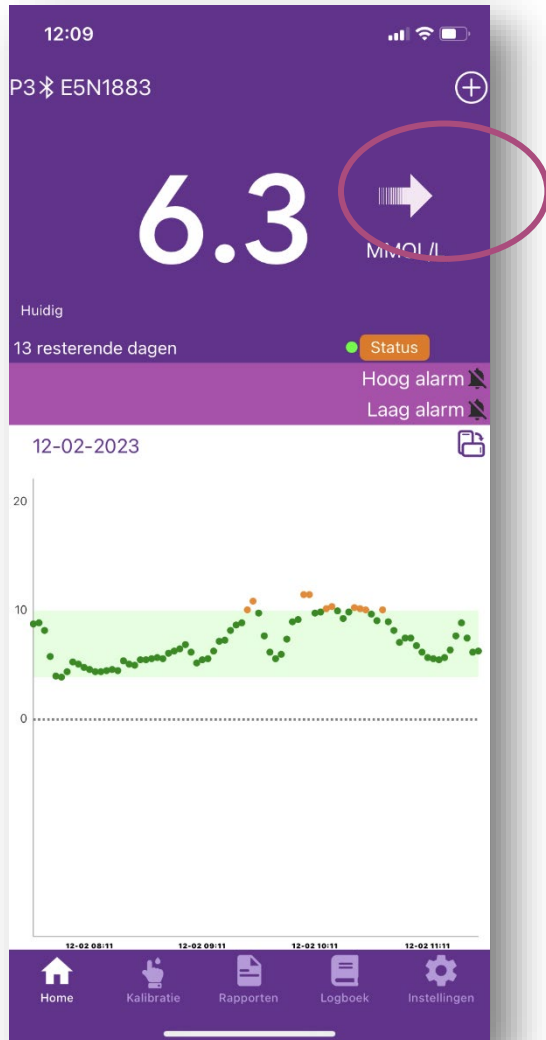 12:09
P3 E5N1883
6.3
MMOL/L
Huidig
13 resterende dagen
Status
Hoog alarm
Laag alarm
12-02-2023
20
10
0
12-02 08:11 12-02 09:11 12-02 10:11 12-02 11:11
Home Kalibratie Rapporten Logboek Instellingen